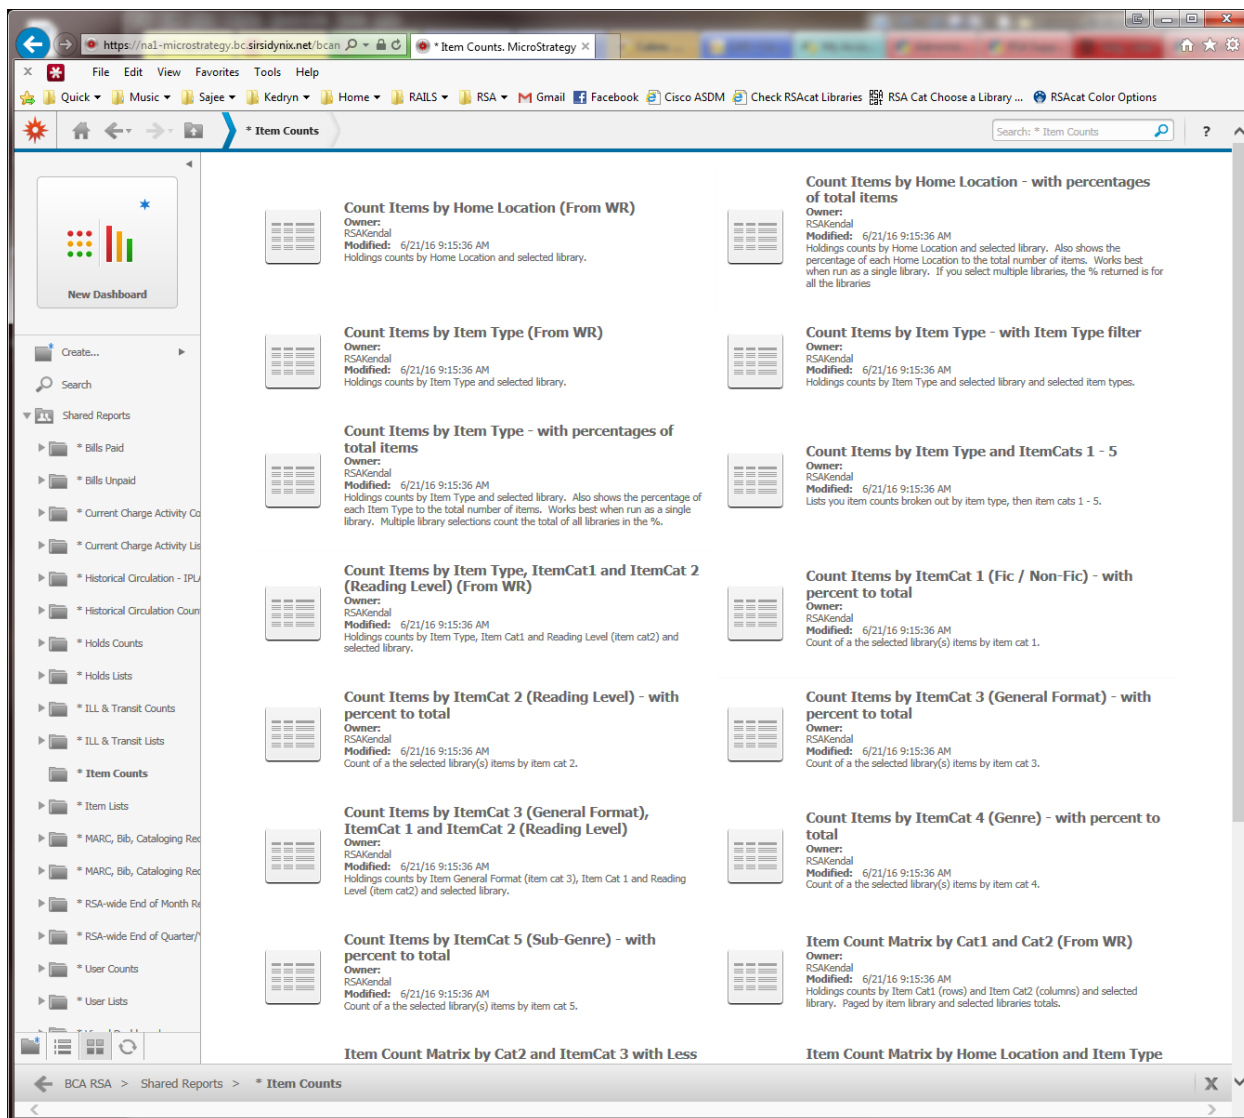 https://na1-microstrategy.bc.sirsidynix.net/bcan
* Item Counts. MicroStrategy
File Edit View Favorites Tools Help
Quick Music Sajee Kedryn Home RAILS RSA Gmail Facebook Cisco ASDM Check RSAcat Libraries RSA Cat Choose a Library ... RSAcat Color Options
* Item Counts
Search: * Item Counts
?
New Dashboard
Create...
Search
Shared Reports
* Bills Paid
* Bills Unpaid
* Current Charge Activity Co
* Current Charge Activity Lis
* Historical Circulation - IPLA
* Historical Circulation Coun
* Holds Counts
* Holds Lists
* ILL & Transit Counts
* ILL & Transit Lists
* Item Counts
* Item Lists
* MARC, Bib, Cataloging Rec
* MARC, Bib, Cataloging Rec
* RSA-wide End of Month Re
* RSA-wide End of Quarter/Y
* User Counts
* User Lists
Count Items by Home Location (From WR)
Owner:
RSAKendal
Modified: 6/21/16 9:15:36 AM
Holdings counts by Home Location and selected library.
Count Items by Home Location - with percentages
of total items
Owner:
RSAKendal
Modified: 6/21/16 9:15:36 AM
Holdings counts by Home Location and selected library. Also shows the
percentage of each Home Location to the total number of items. Works best
when run as a single library. If you select multiple libraries, the % returned is for
all the libraries
Count Items by Item Type (From WR)
Owner:
RSAKendal
Modified: 6/21/16 9:15:36 AM
Holdings counts by Item Type and selected library.
Count Items by Item Type - with Item Type filter
Owner:
RSAKendal
Modified: 6/21/16 9:15:36 AM
Holdings counts by Item Type and selected library and selected item types.
Count Items by Item Type - with percentages of
total items
Owner:
RSAKendal
Modified: 6/21/16 9:15:36 AM
Holdings counts by Item Type and selected library. Also shows the percentage of
each Item Type to the total number of items. Works best when run as a single
library. Multiple library selections count the total of all libraries in the %.
Count Items by Item Type and ItemCats 1 - 5
Owner:
RSAKendal
Modified: 6/21/16 9:15:36 AM
Lists you item counts broken out by item type, then item cats 1 - 5.
Count Items by Item Type, ItemCat1 and ItemCat 2
(Reading Level) (From WR)
Owner:
RSAKendal
Modified: 6/21/16 9:15:36 AM
Holdings counts by Item Type, Item Cat1 and Reading Level (item cat2) and
selected library.
Count Items by ItemCat 1 (Fic / Non-Fic) - with
percent to total
Owner:
RSAKendal
Modified: 6/21/16 9:15:36 AM
Count of a the selected library(s) items by item cat 1.
Count Items by ItemCat 2 (Reading Level) - with
percent to total
Owner:
RSAKendal
Modified: 6/21/16 9:15:36 AM
Count of a the selected library(s) items by item cat 2.
Count Items by ItemCat 3 (General Format) - with
percent to total
Owner:
RSAKendal
Modified: 6/21/16 9:15:36 AM
Count of a the selected library(s) items by item cat 3.
Count Items by ItemCat 3 (General Format),
ItemCat 1 and ItemCat 2 (Reading Level)
Owner:
RSAKendal
Modified: 6/21/16 9:15:36 AM
Holdings counts by Item General Format (item cat 3), Item Cat 1 and Reading
Level (item cat2) and selected library.
Count Items by ItemCat 4 (Genre) - with percent to
total
Owner:
RSAKendal
Modified: 6/21/16 9:15:36 AM
Count of a the selected library(s) items by item cat 4.
Count Items by ItemCat 5 (Sub-Genre) - with
percent to total
Owner:
RSAKendal
Modified: 6/21/16 9:15:36 AM
Count of a the selected library(s) items by item cat 5.
Item Count Matrix by Cat1 and Cat2 (From WR)
Owner:
RSAKendal
Modified: 6/21/16 9:15:36 AM
Holdings counts by Item Cat1 (rows) and Item Cat2 (columns) and selected
library. Paged by item library and selected libraries totals.
Item Count Matrix by Cat2 and ItemCat 3 with Less
Item Count Matrix by Home Location and Item Type
BCA RSA > Shared Reports > * Item Counts